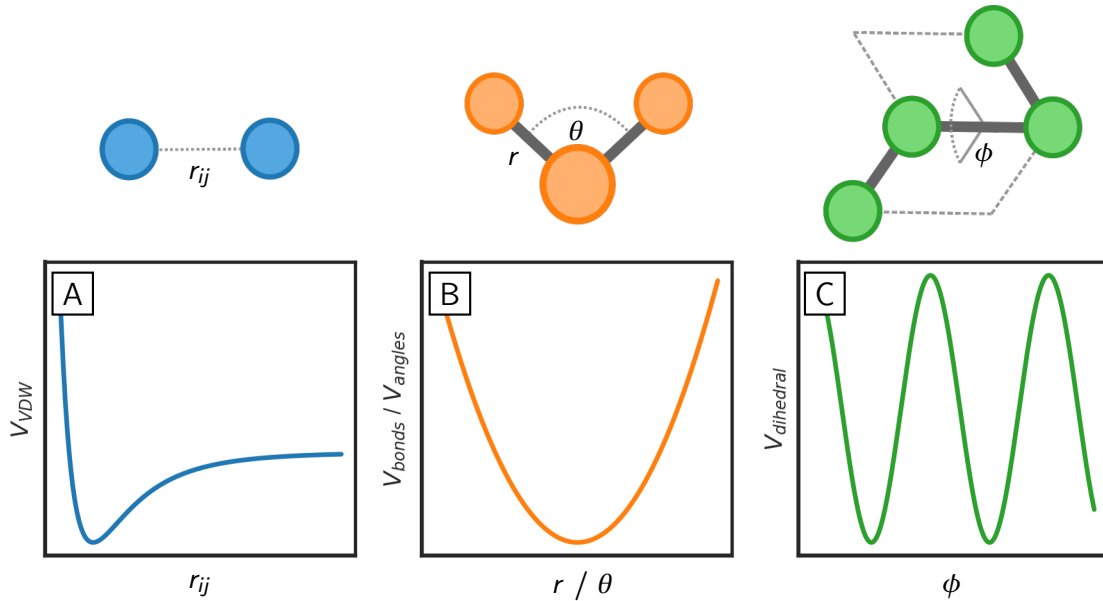 r_ij
r
θ
ϕ
A
B
C
V_VDW
V_bonds / V_angles
V_dihedral
r_ij
r / θ
ϕ